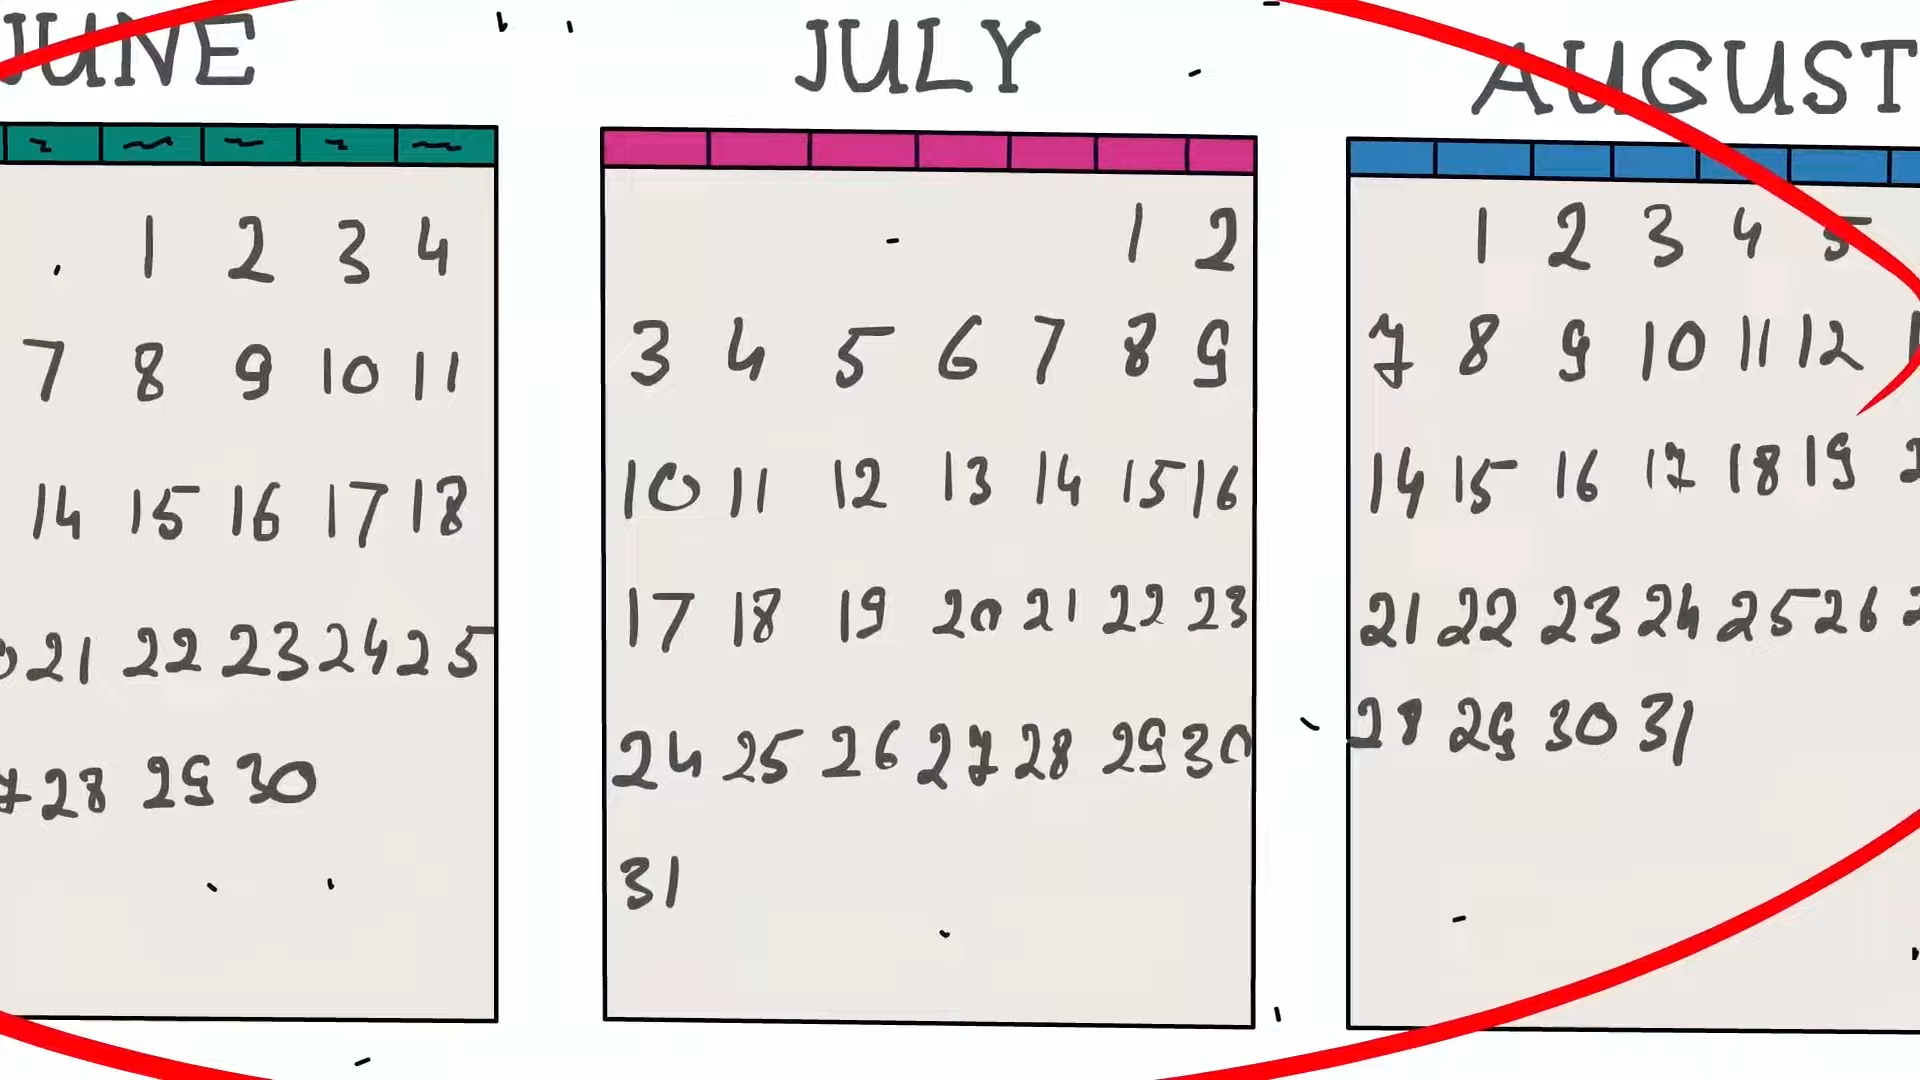 JUNE
1 2 3 4
7 8 9 10 11
14 15 16 17 18
21 22 23 24 25
28 29 30
JULY
1 2
3 4 5 6 7 8 9
10 11 12 13 14 15 16
17 18 19 20 21 22 23
24 25 26 27 28 29 30
31
AUGUST
1 2 3 4 5
7 8 9 10 11 12
14 15 16 17 18 19
21 22 23 24 25 26
28 29 30 31